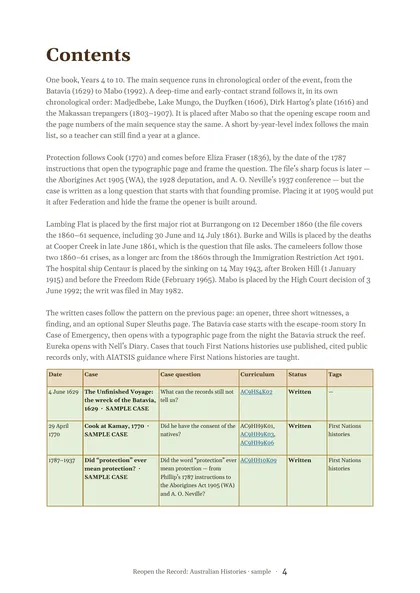 Contents
One book, Years 4 to 10. The main sequence runs in chronological order of the event, from the
Batavia (1629) to Mabo (1992). A deep-time and early-contact strand follows it, in its own
chronological order: Madjedbebe, Lake Mungo, the Duyfken (1606), Dirk Hartog's plate (1616) and
the Makassan trepangers (1803–1907). It is placed after Mabo so that the opening escape room and
the page numbers of the main sequence stay the same. A short by-year-level index follows the main
list, so a teacher can still find a year at a glance.
Protection follows Cook (1770) and comes before Eliza Fraser (1836), by the date of the 1787
instructions that open the typographic page and frame the question. The file's sharp focus is later —
the Aborigines Act 1905 (WA), the 1928 deputation, and A. O. Neville's 1937 conference — but the
case is written as a long question that starts with that founding promise. Placing it at 1905 would put
it after Federation and hide the frame the opener is built around.
Lambing Flat is placed by the first major riot at Burrangong on 12 December 1860 (the file covers
the 1860–61 sequence, including 30 June and 14 July 1861). Burke and Wills is placed by the deaths
at Cooper Creek in late June 1861, which is the question that file asks. The cameleers follow those
two 1860–61 crises, as a longer arc from the 1860s through the Immigration Restriction Act 1901.
The hospital ship Centaur is placed by the sinking on 14 May 1943, after Broken Hill (1 January
1915) and before the Freedom Ride (February 1965). Mabo is placed by the High Court decision of 3
June 1992; the writ was filed in May 1982.
The written cases follow the pattern on the previous page: an opener, three short witnesses, a
finding, and an optional Super Sleuths page. The Batavia case starts with the escape-room story In
Case of Emergency, then opens with a typographic page from the night the Batavia struck the reef.
Eureka opens with Nell's Diary. Cases that touch First Nations histories use published, cited public
records only, with AIATSIS guidance where First Nations histories are taught.
Date Case Case question Curriculum Status Tags
4 June 1629 The Unfinished Voyage: What can the records still not AC9HS4K02 Written —
the wreck of the Batavia, tell us?
1629 · SAMPLE CASE
29 April Cook at Kamay, 1770 · Did he have the consent of the AC9HH9K01, Written First Nations
1770 SAMPLE CASE natives? AC9HH9K03, histories
AC9HH9K06
1787–1937 Did "protection" ever Did the word "protection" ever AC9HH10K09 Written First Nations
mean protection? · mean protection — from histories
SAMPLE CASE Phillip's 1787 instructions to
the Aborigines Act 1905 (WA)
and A. O. Neville?
Reopen the Record: Australian Histories · sample · 4